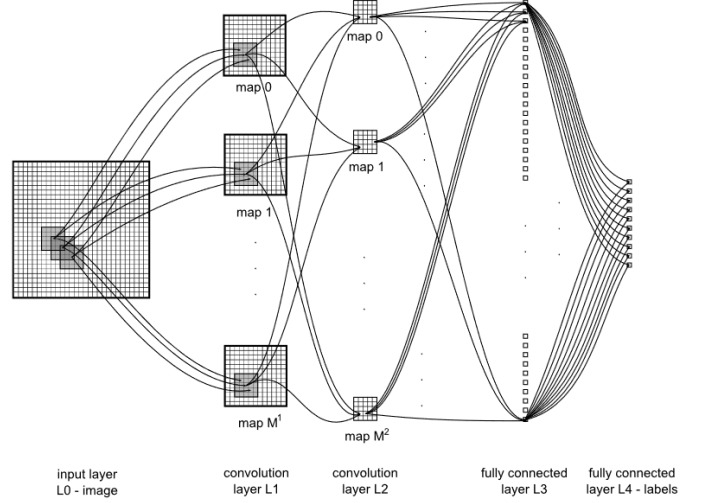 map 0
map 0
map 1
map 1
map M¹
map M²
input layer
L0 - image
convolution
layer L1
convolution
layer L2
fully connected
layer L3
fully connected
layer L4 - labels